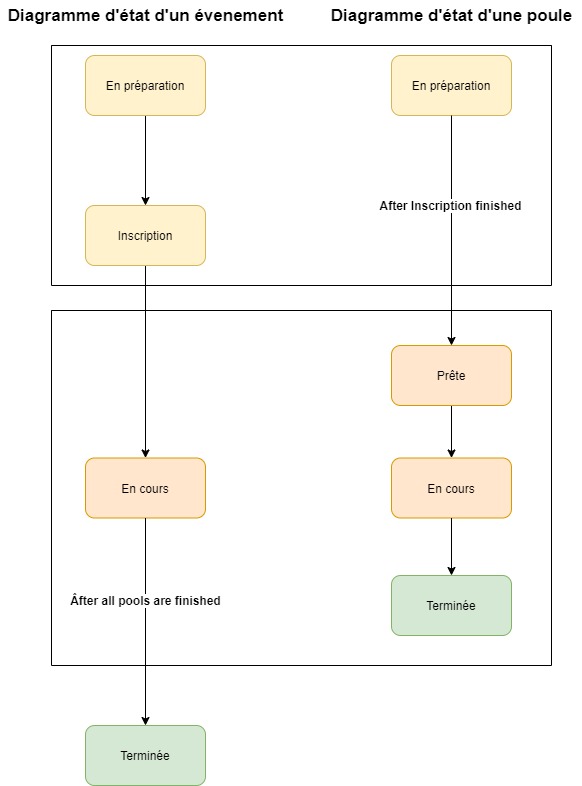 Diagramme d'état d'un évenement
Diagramme d'état d'une poule
En préparation
En préparation
After Inscription finished
Inscription
Prête
En cours
En cours
Âfter all pools are finished
Terminée
Terminée